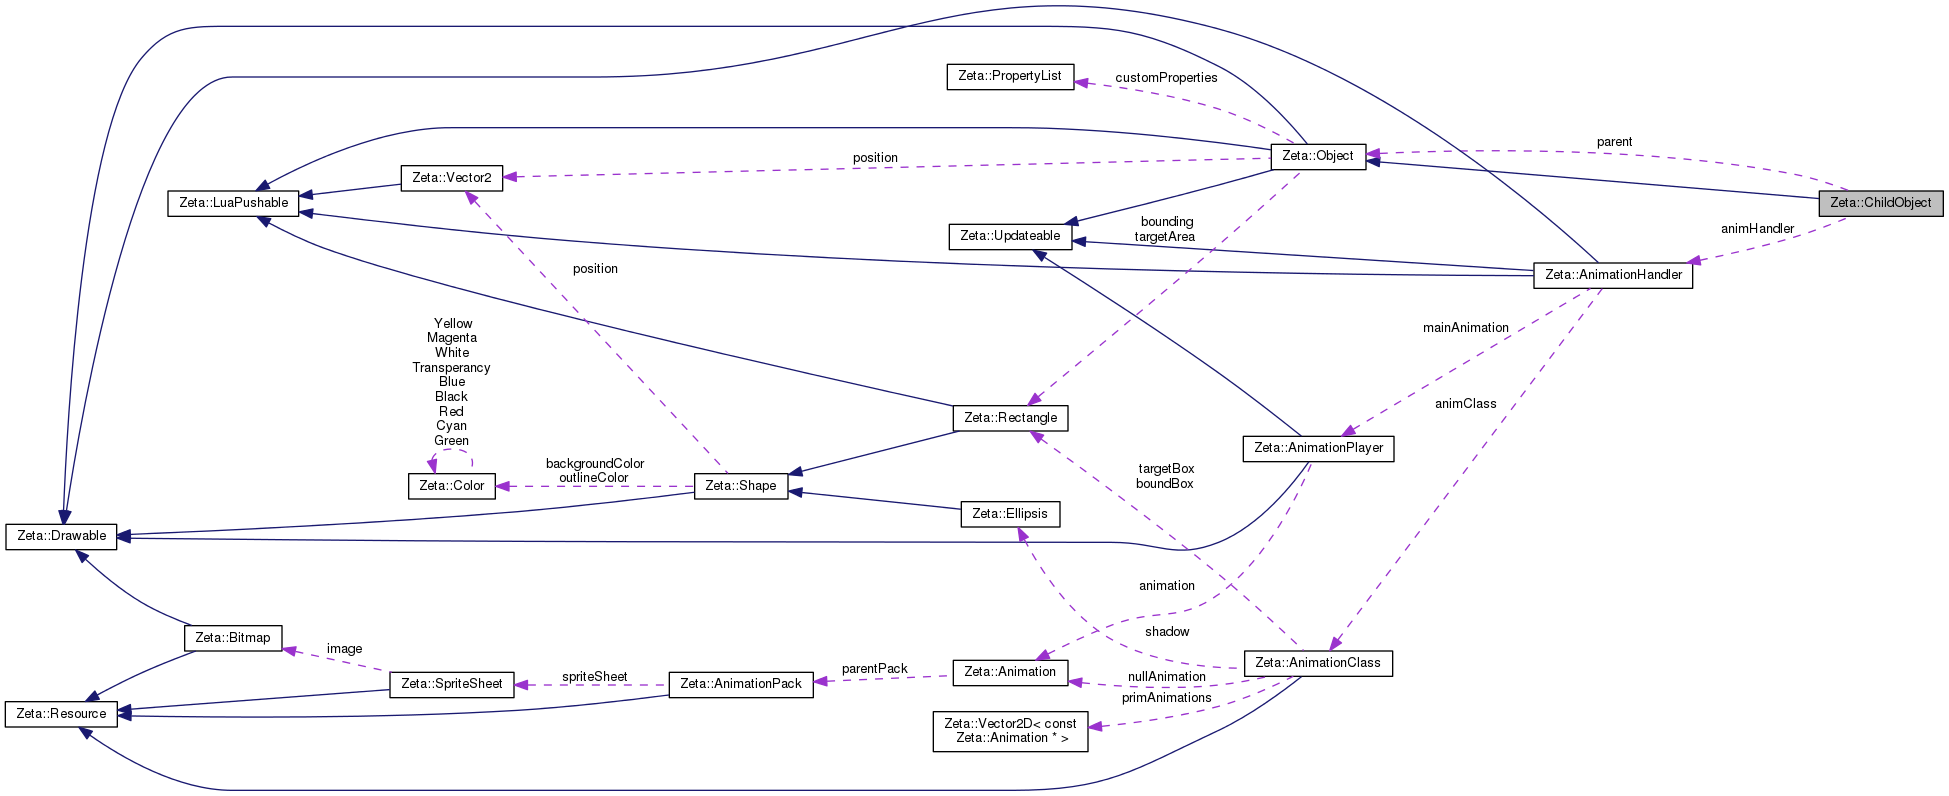 Zeta::PropertyList
customProperties
parent
Zeta::Object
position
Zeta::Vector2
Zeta::LuaPushable
Zeta::ChildObject
bounding
targetArea
animHandler
Zeta::Updateable
position
Zeta::AnimationHandler
Yellow
Magenta
White
Transperancy
Blue
Black
Red
Cyan
Green
mainAnimation
animClass
Zeta::Rectangle
Zeta::AnimationPlayer
backgroundColor
outlineColor
targetBox
boundBox
Zeta::Color
Zeta::Shape
Zeta::Ellipsis
Zeta::Drawable
animation
shadow
Zeta::Bitmap
image
Zeta::SpriteSheet
spriteSheet
Zeta::AnimationPack
parentPack
Zeta::Animation
nullAnimation
primAnimations
Zeta::AnimationClass
Zeta::Resource
Zeta::Vector2D< const
Zeta::Animation * >